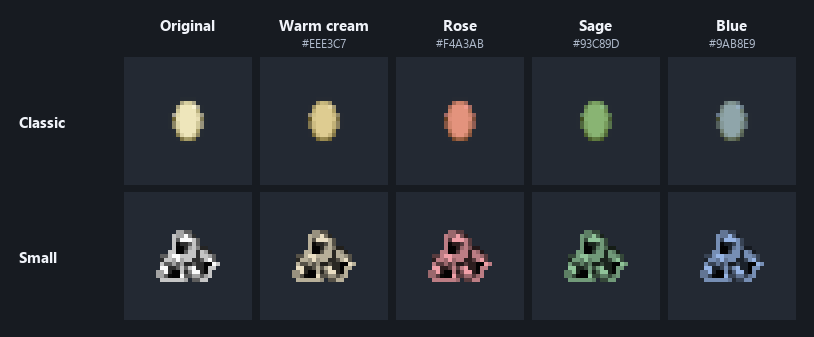 Original Warm cream Rose Sage Blue
#EEE3C7 #F4A3AB #93C89D #9AB8E9
Classic
Small